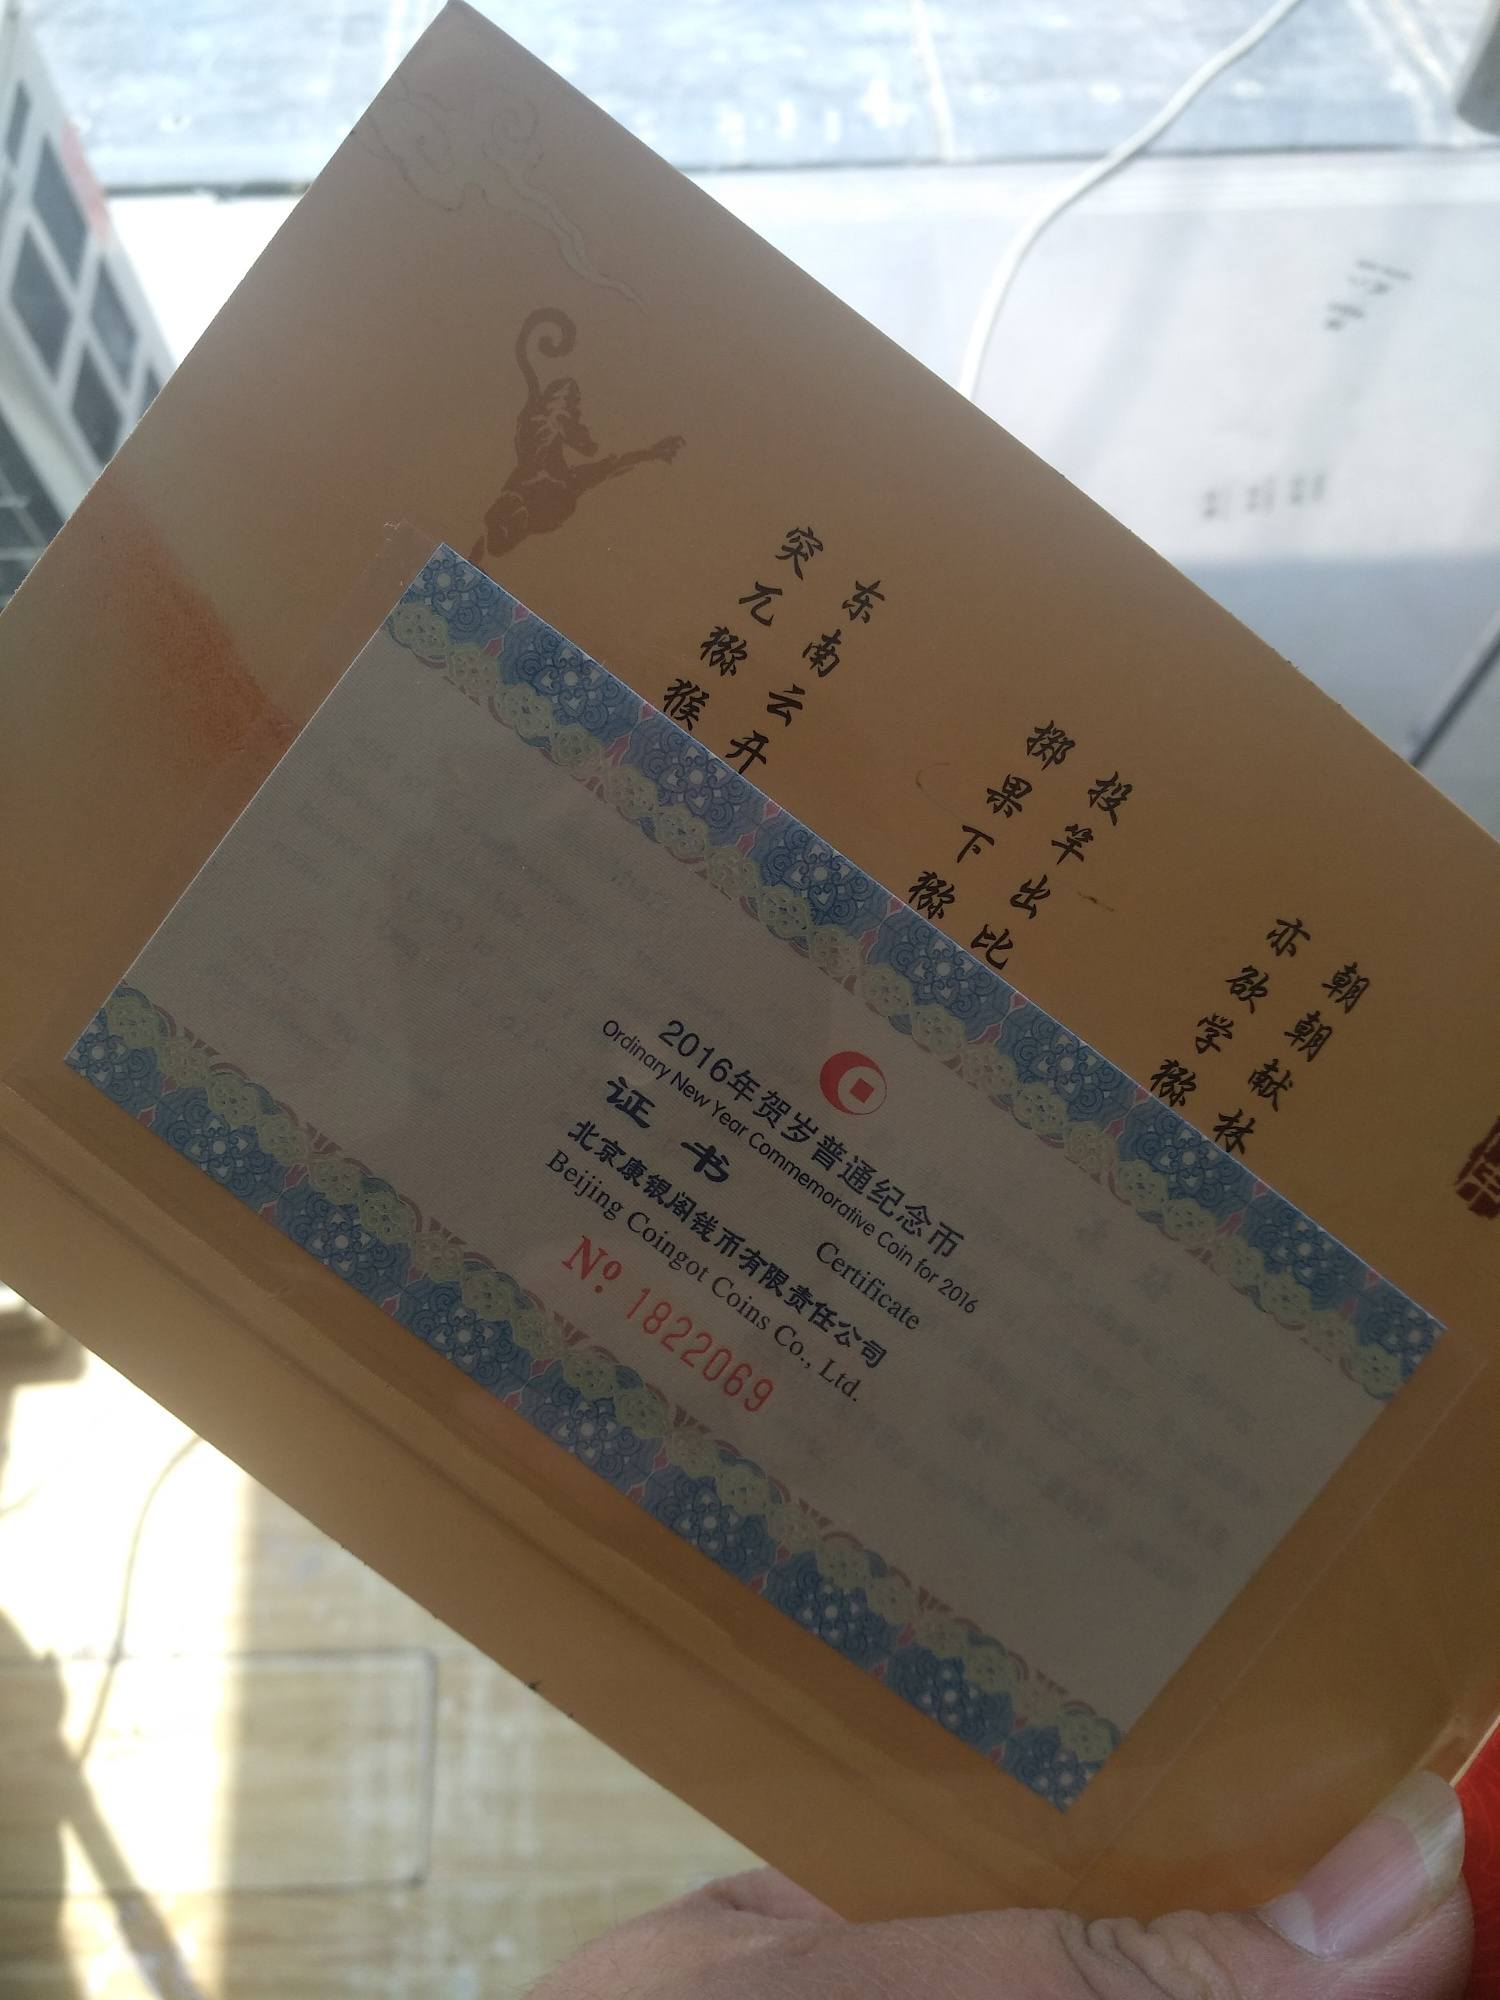 东南云开
突兀猕猴
投竿出比
掷果下猕
朝朝献林
亦欲学猕
2016年贺岁普通纪念币
Ordinary New Year Commemorative Coin for 2016
证书 Certificate
北京康银阁钱币有限责任公司
Beijing Coingot Coins Co., Ltd.
Nº 1822069